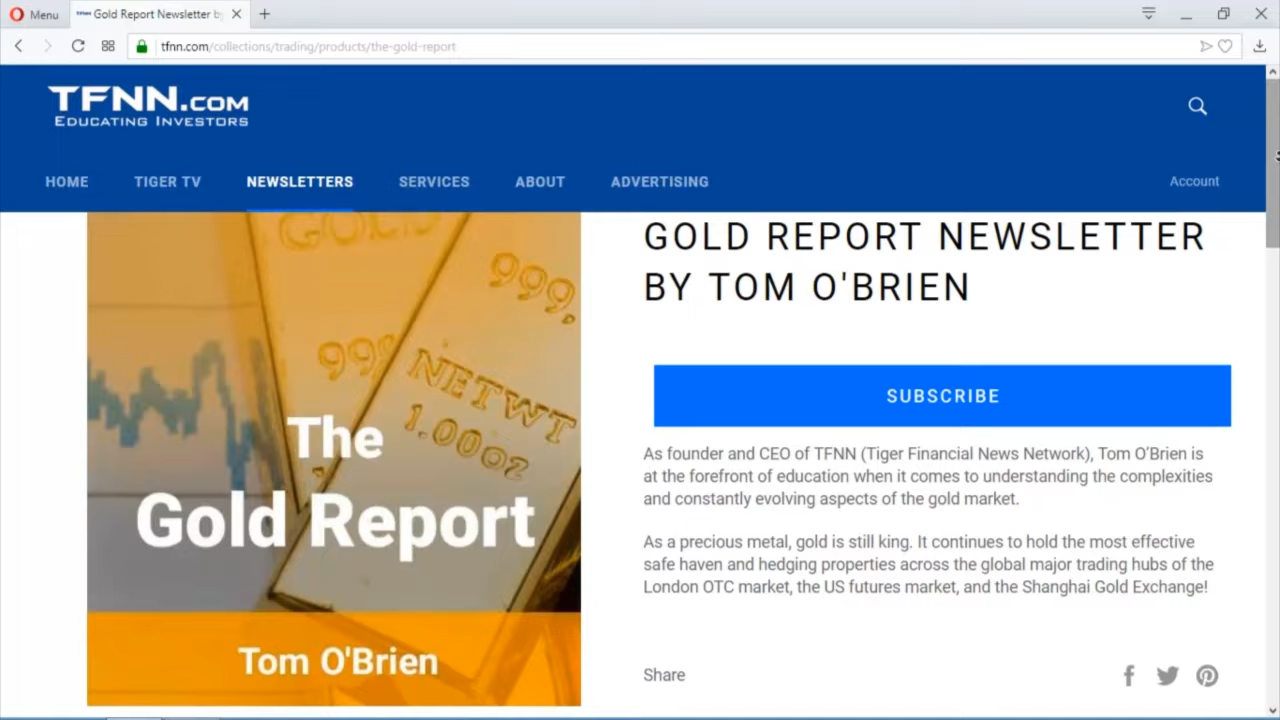 Menu
TFNN Gold Report Newsletter b
tfnn.com/collections/trading/products/the-gold-report
TFNN.COM
EDUCATING INVESTORS
HOME
TIGER TV
NEWSLETTERS
SERVICES
ABOUT
ADVERTISING
Account
GOLD
999.
999
NETWT
1.00oz
The
Gold Report
Tom O'Brien
GOLD REPORT NEWSLETTER
BY TOM O'BRIEN
SUBSCRIBE
As founder and CEO of TFNN (Tiger Financial News Network), Tom O'Brien is
at the forefront of education when it comes to understanding the complexities
and constantly evolving aspects of the gold market.
As a precious metal, gold is still king. It continues to hold the most effective
safe haven and hedging properties across the global major trading hubs of the
London OTC market, the US futures market, and the Shanghai Gold Exchange!
Share